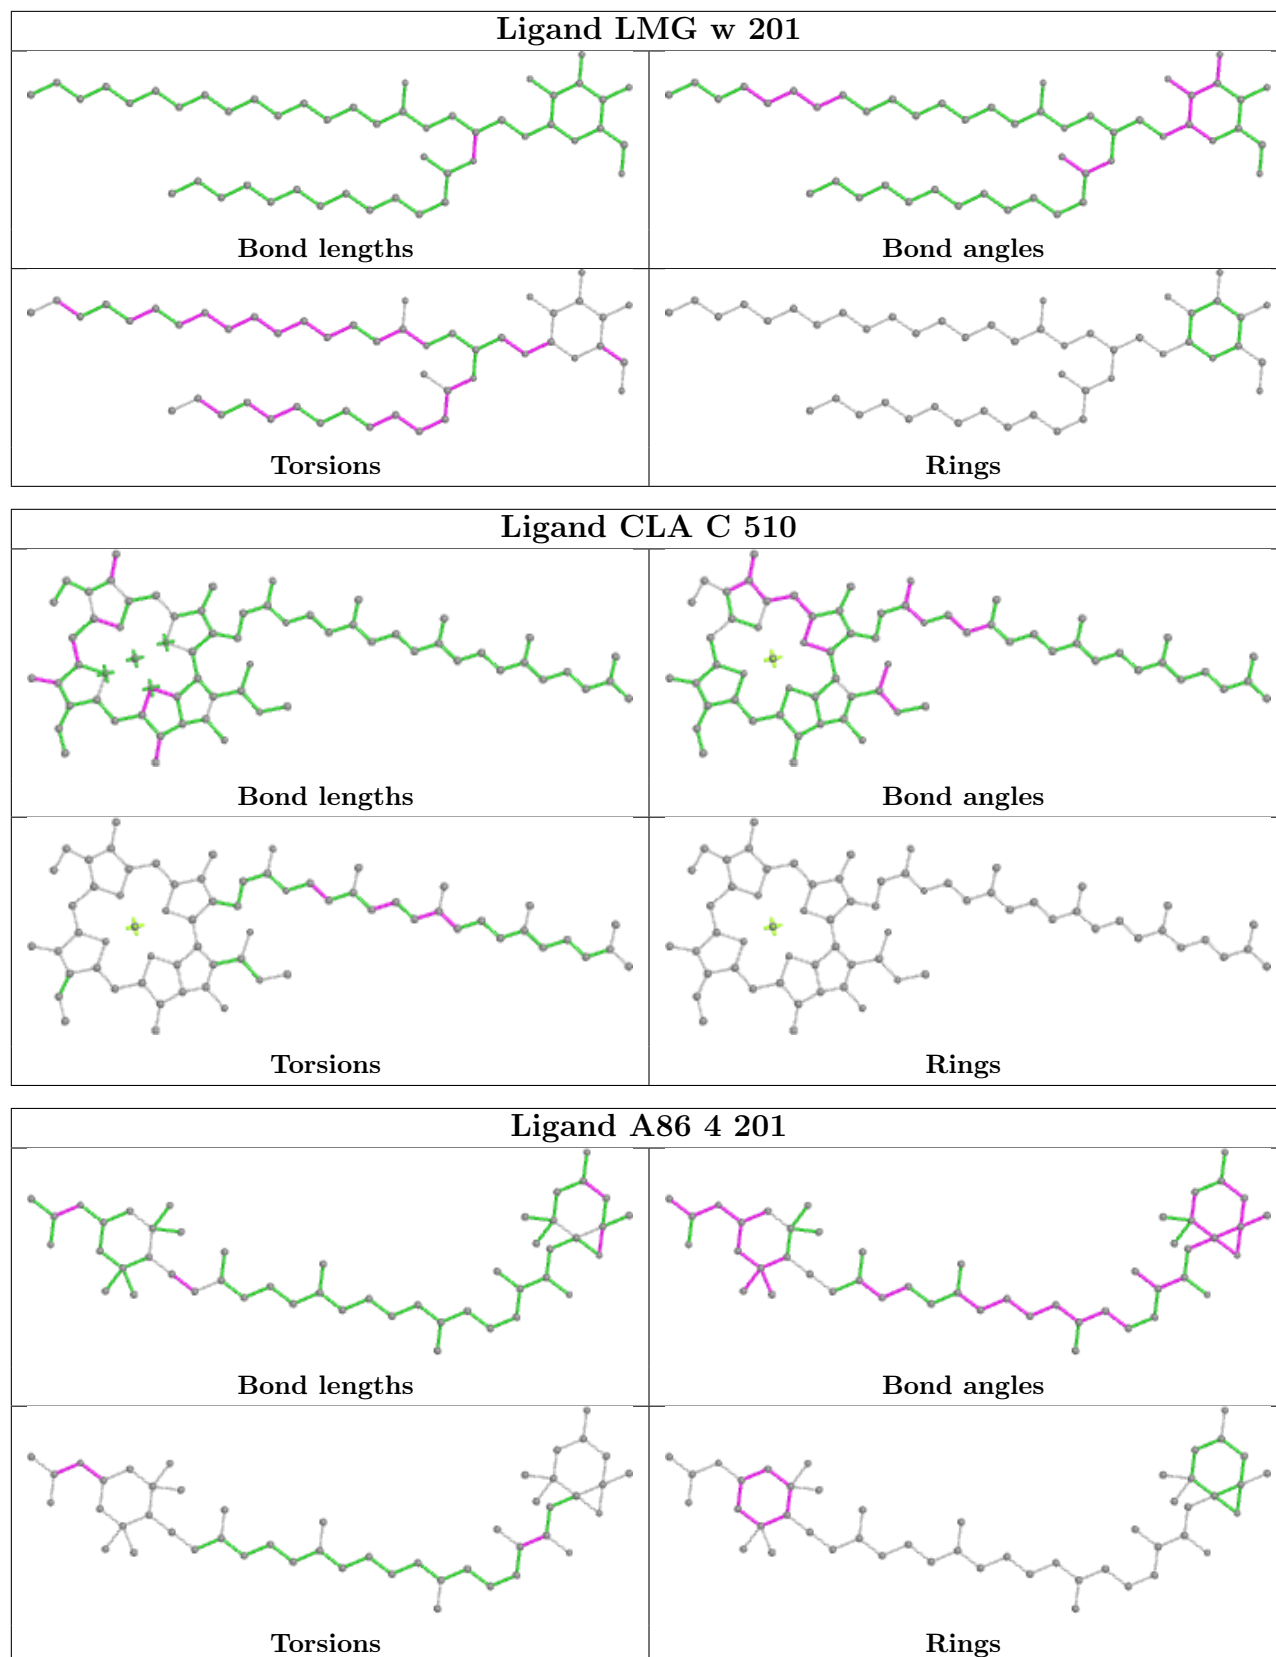 Ligand LMG w 201
Bond lengths
Bond angles
Torsions
Rings
Ligand CLA C 510
Bond lengths
Bond angles
Torsions
Rings
Ligand A86 4 201
Bond lengths
Bond angles
Torsions
Rings